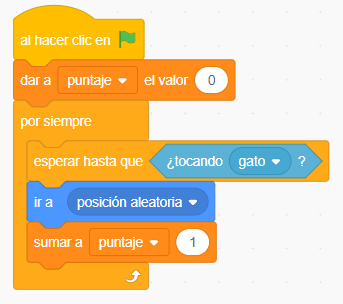 al hacer clic en
dar a puntaje el valor 0
por siempre
esperar hasta que ¿tocando gato ?
ir a posición aleatoria
sumar a puntaje 1